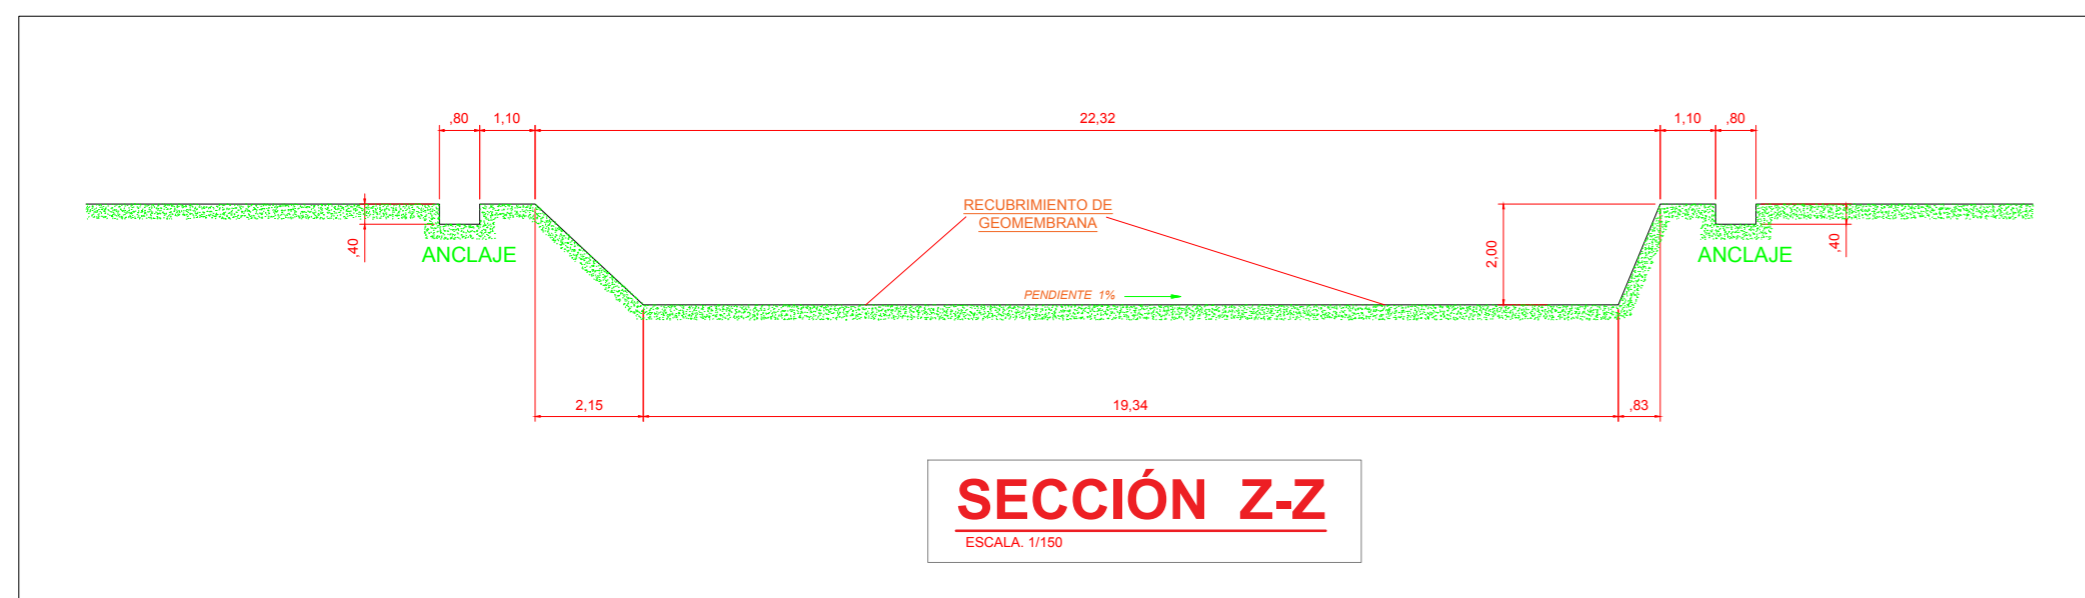 ,80
1,10
22,32
1,10
,80
RECUBRIMIENTO DE
GEOMEMBRANA
,40
ANCLAJE
2,00
,40
ANCLAJE
PENDIENTE 1%
2,15
19,34
,83
SECCIÓN Z-Z
ESCALA. 1/150